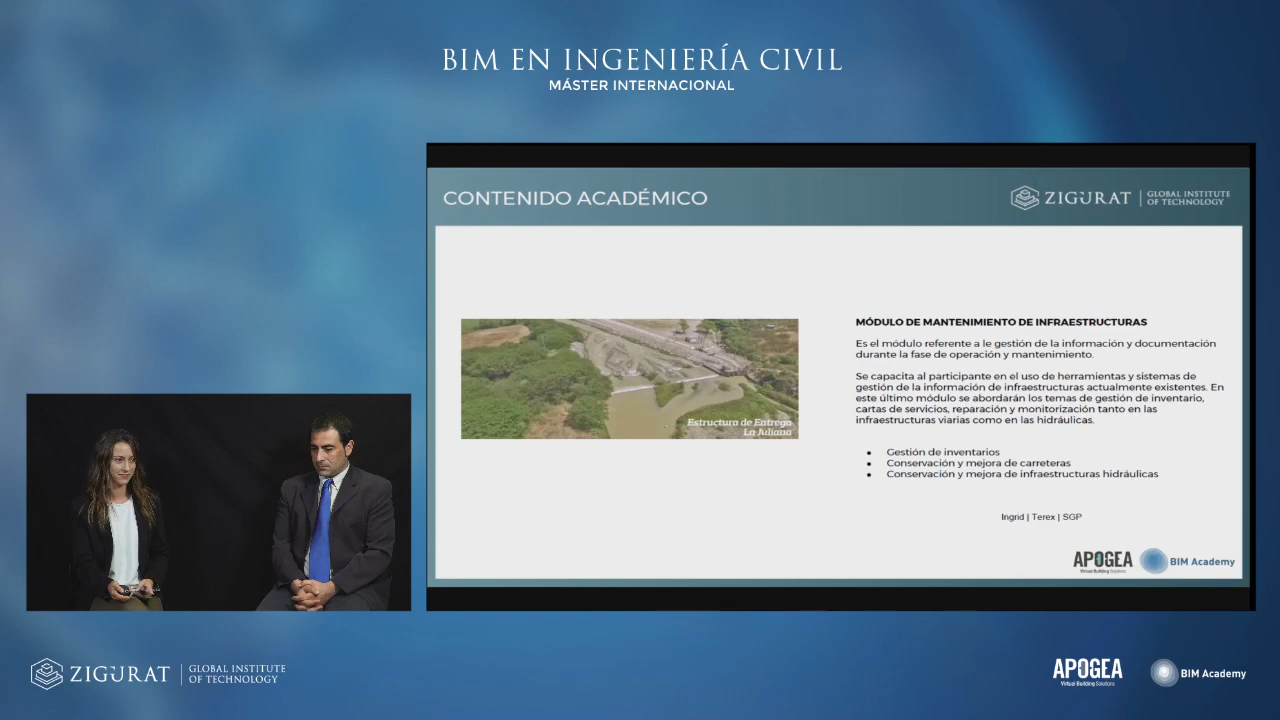 BIM EN INGENIERÍA CIVIL
MÁSTER INTERNACIONAL
CONTENIDO ACADÉMICO
ZIGURAT
GLOBAL INSTITUTE
OF TECHNOLOGY
Estructura de Entrega
La Juliana
MÓDULO DE MANTENIMIENTO DE INFRAESTRUCTURAS
Es el módulo referente a le gestión de la información y documentación
durante la fase de operación y mantenimiento.
Se capacita al participante en el uso de herramientas y sistemas de
gestión de la información de infraestructuras actualmente existentes. En
este último módulo se abordarán los temas de gestión de inventario,
cartas de servicios, reparación y monitorización tanto en las
infraestructuras viarias como en las hidráulicas.
• Gestión de inventarios
• Conservación y mejora de carreteras
• Conservación y mejora de infraestructuras hidráulicas
Ingrid | Terex | SGP
APOGEA
Virtual Building Solutions
BIM Academy
ZIGURAT
GLOBAL INSTITUTE
OF TECHNOLOGY
APOGEA
Virtual Building Solutions
BIM Academy